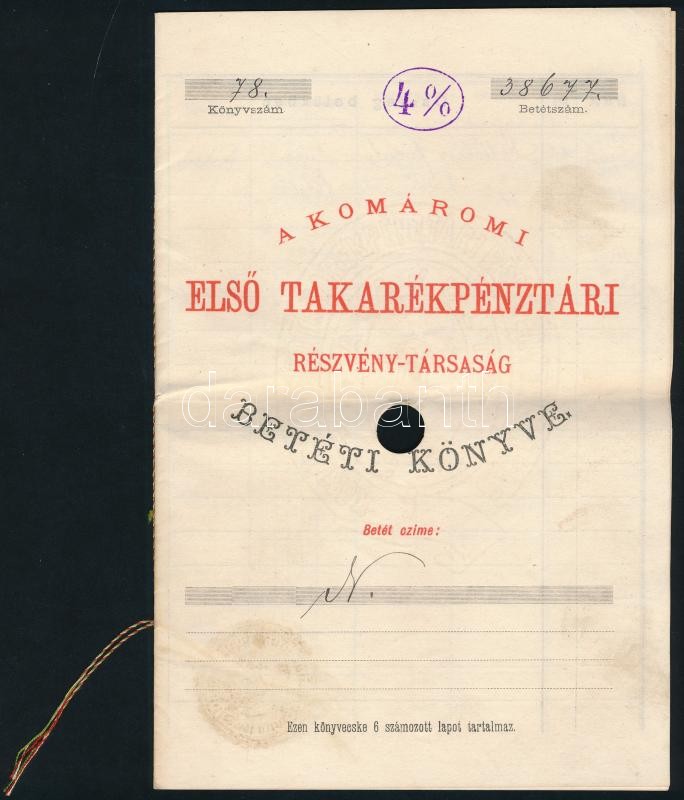 78.
Könyvszám
4%
38677.
Betétszám.
A KOMÁROMI
ELSŐ TAKARÉKPÉNZTÁRI
RÉSZVÉNY-TÁRSASÁG
darabanth
BETÉTI KÖNYVE.
Betét czime:
N.
Ezen könyvecske 6 számozott lapot tartalmaz.